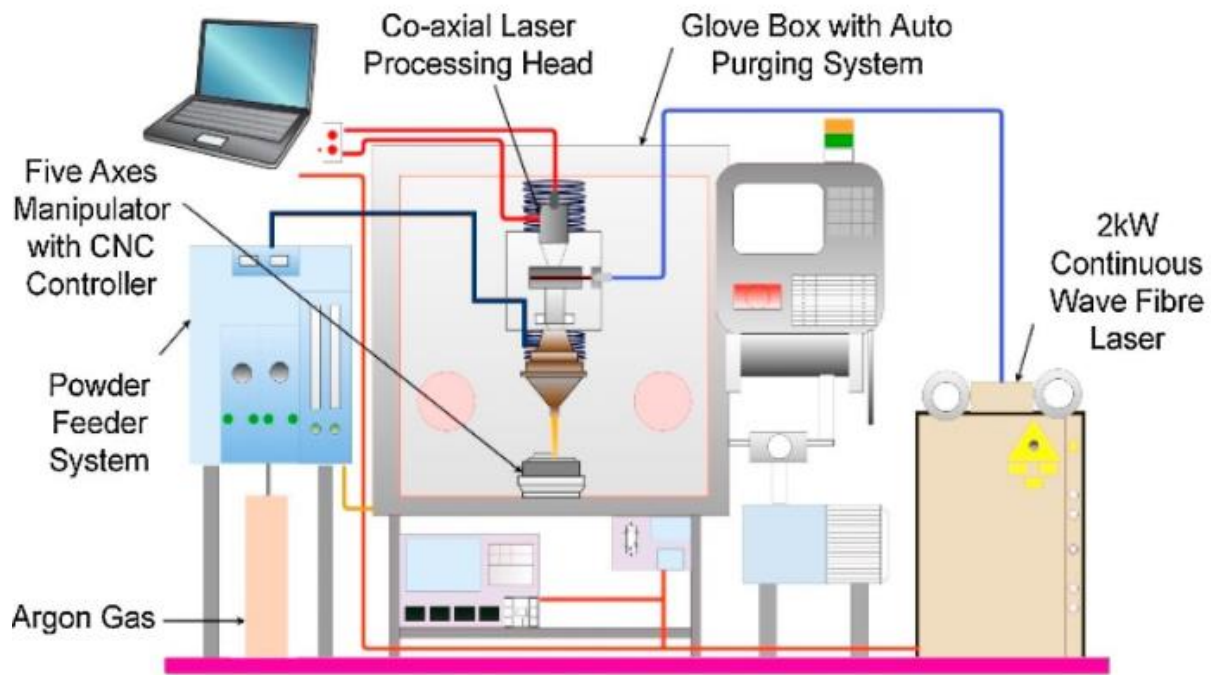 Co-axial Laser
Processing Head
Glove Box with Auto
Purging System
Five Axes
Manipulator
with CNC
Controller
2kW
Continuous
Wave Fibre
Laser
Powder
Feeder
System
Argon Gas